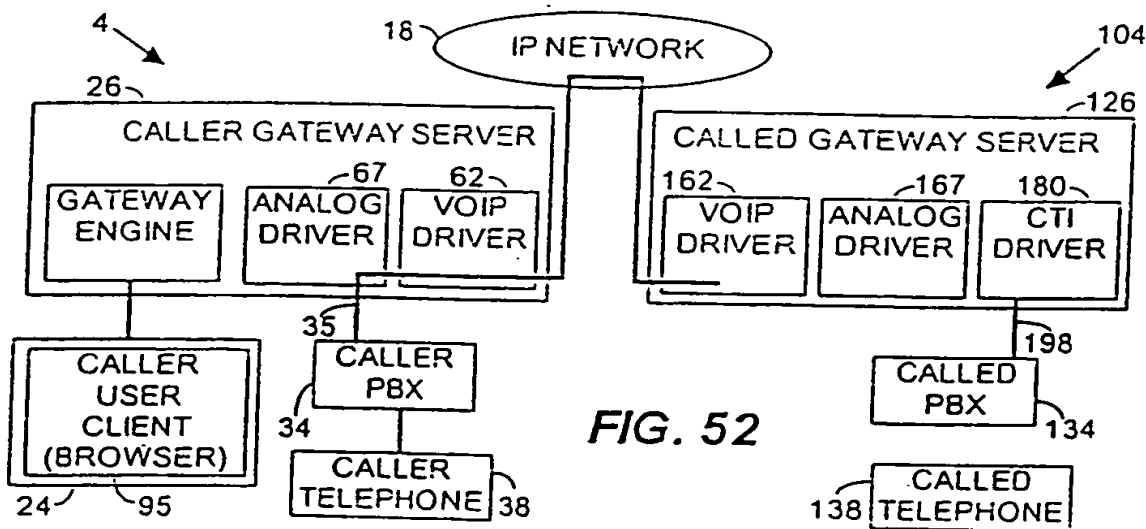 4
18
IP NETWORK
104
26
126
CALLER GATEWAY SERVER
CALLED GATEWAY SERVER
67
62
162
167
180
GATEWAY
ENGINE
ANALOG
DRIVER
VOIP
DRIVER
VOIP
DRIVER
ANALOG
DRIVER
CTI
DRIVER
35
198
CALLER
USER
CLIENT
(BROWSER)
CALLER
PBX
34
CALLED
PBX
134
FIG. 52
24
95
CALLER
TELEPHONE
38
138
CALLED
TELEPHONE